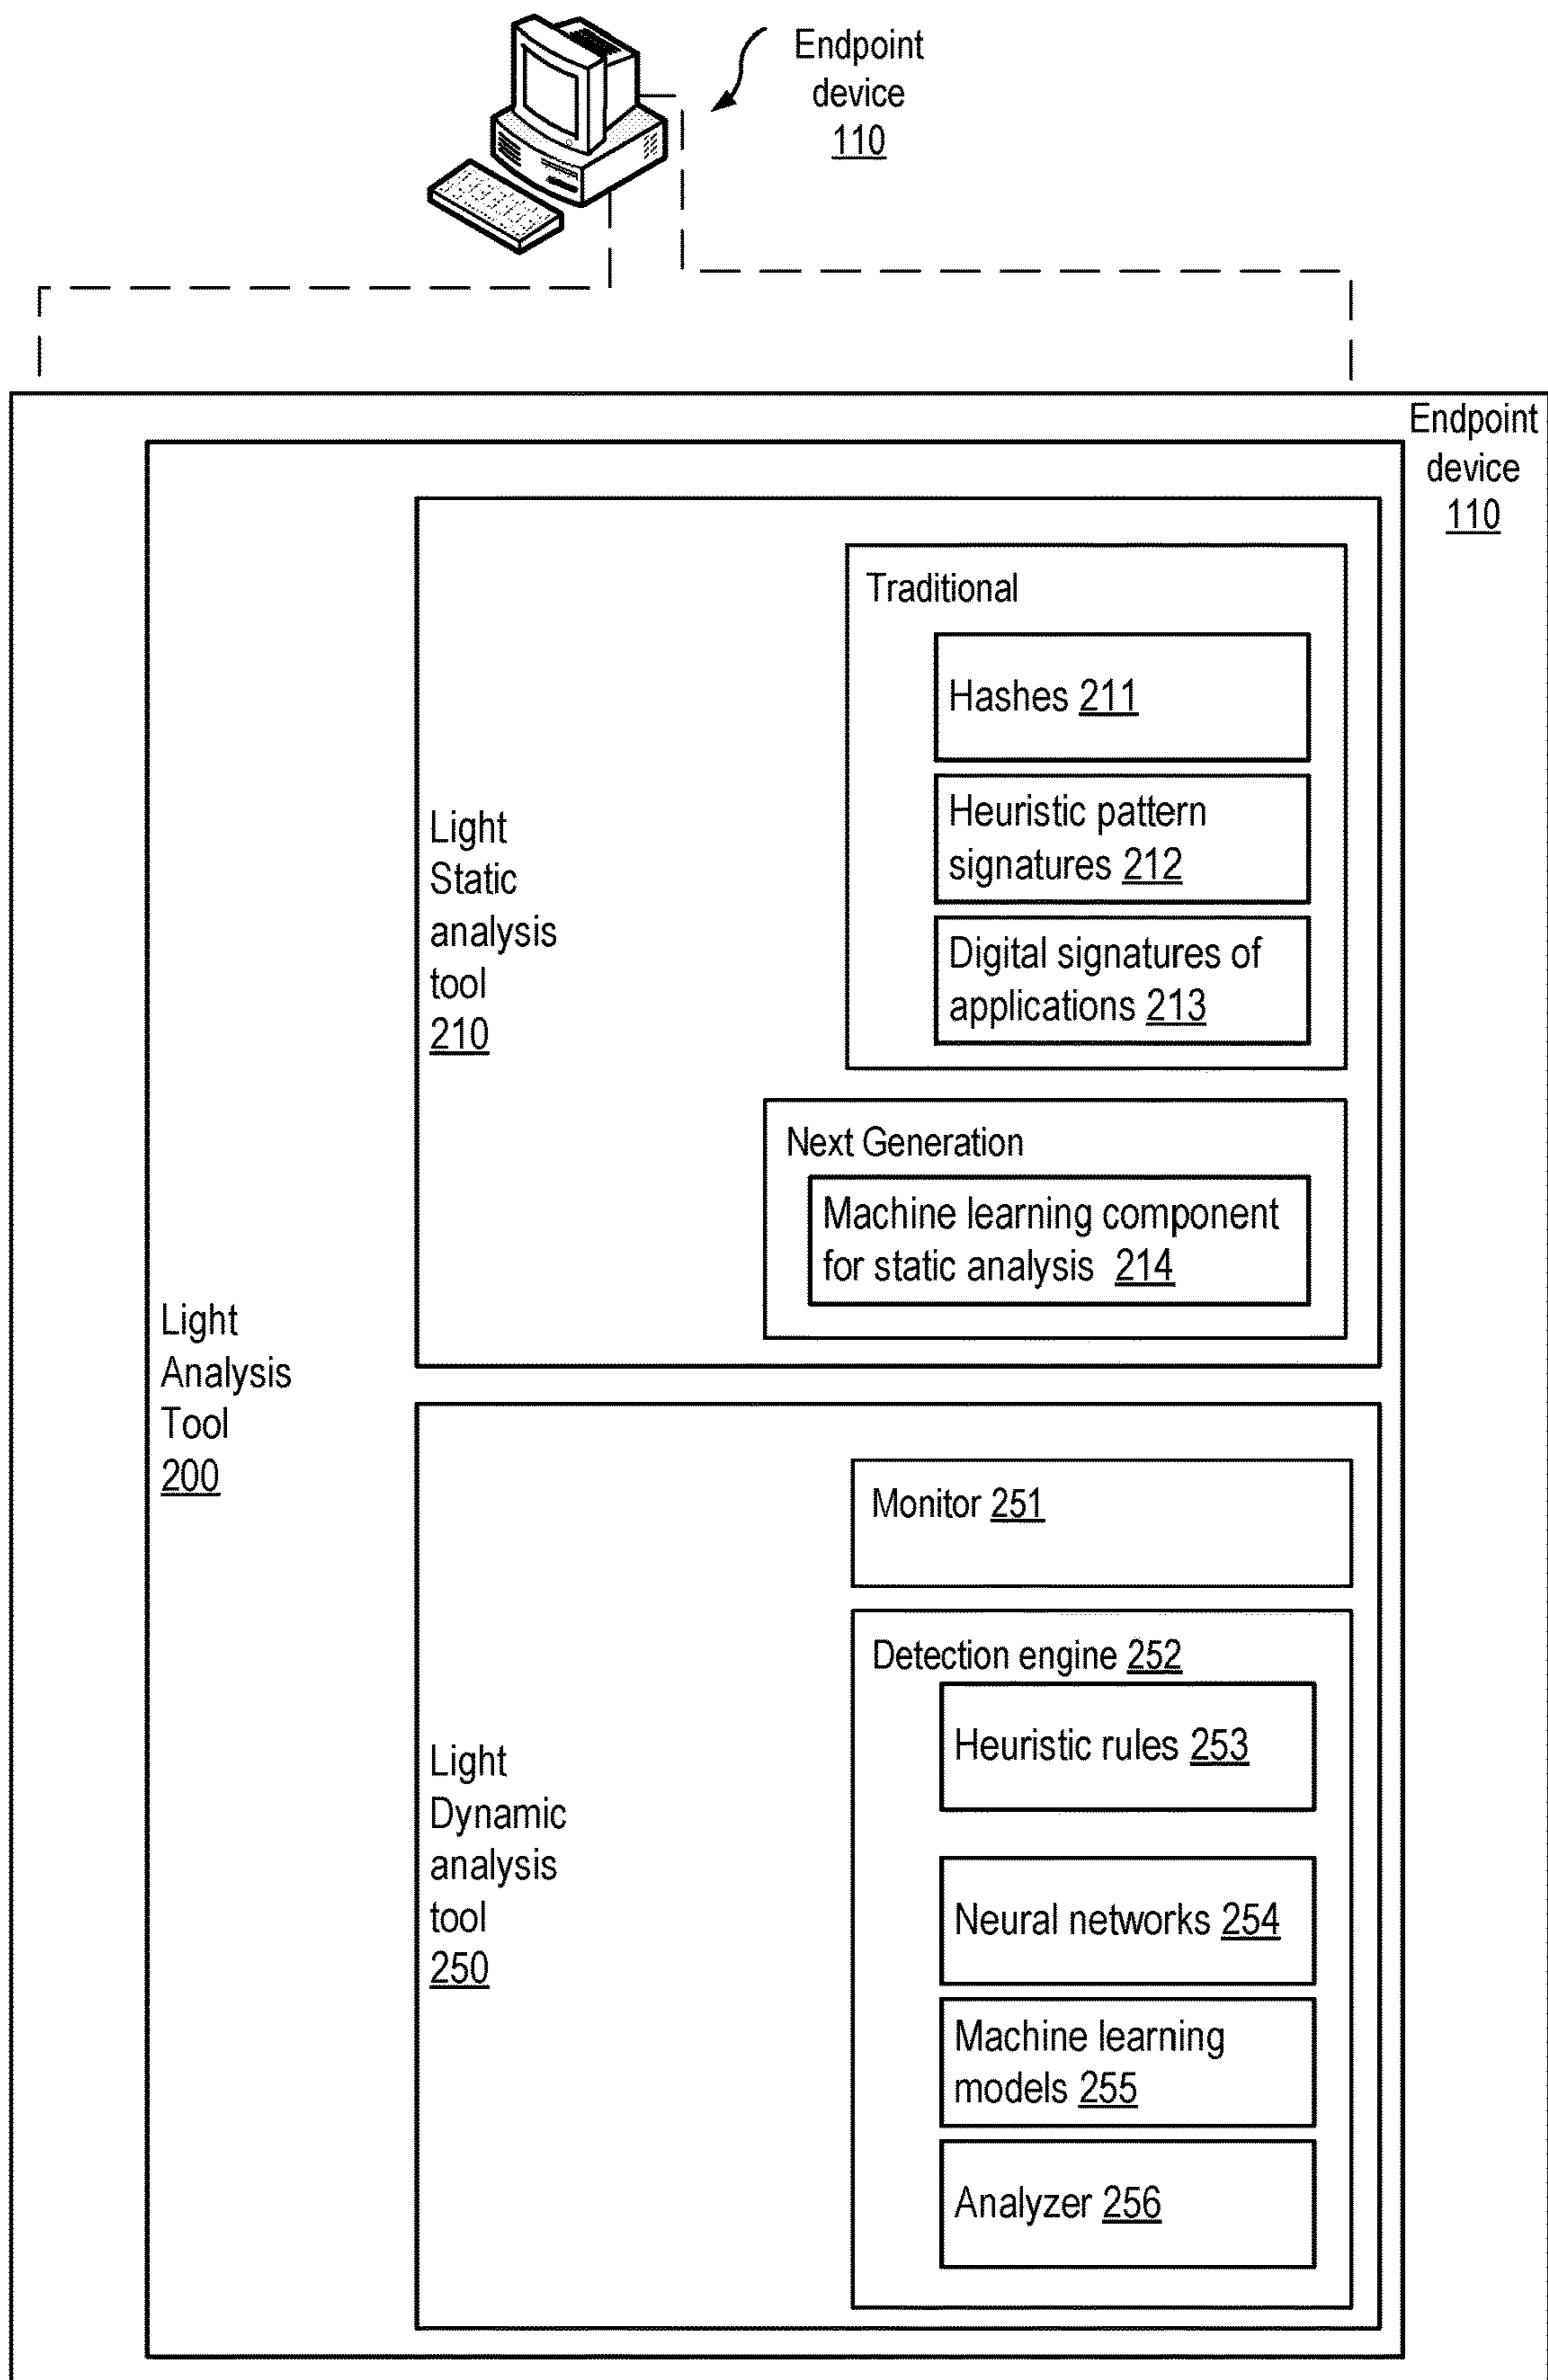 Endpoint
device
110
Endpoint
device
110
Traditional
Hashes 211
Heuristic pattern
signatures 212
Digital signatures of
applications 213
Light
Static
analysis
tool
210
Next Generation
Machine learning component
for static analysis 214
Light
Analysis
Tool
200
Monitor 251
Detection engine 252
Heuristic rules 253
Light
Dynamic
analysis
tool
250
Neural networks 254
Machine learning
models 255
Analyzer 256